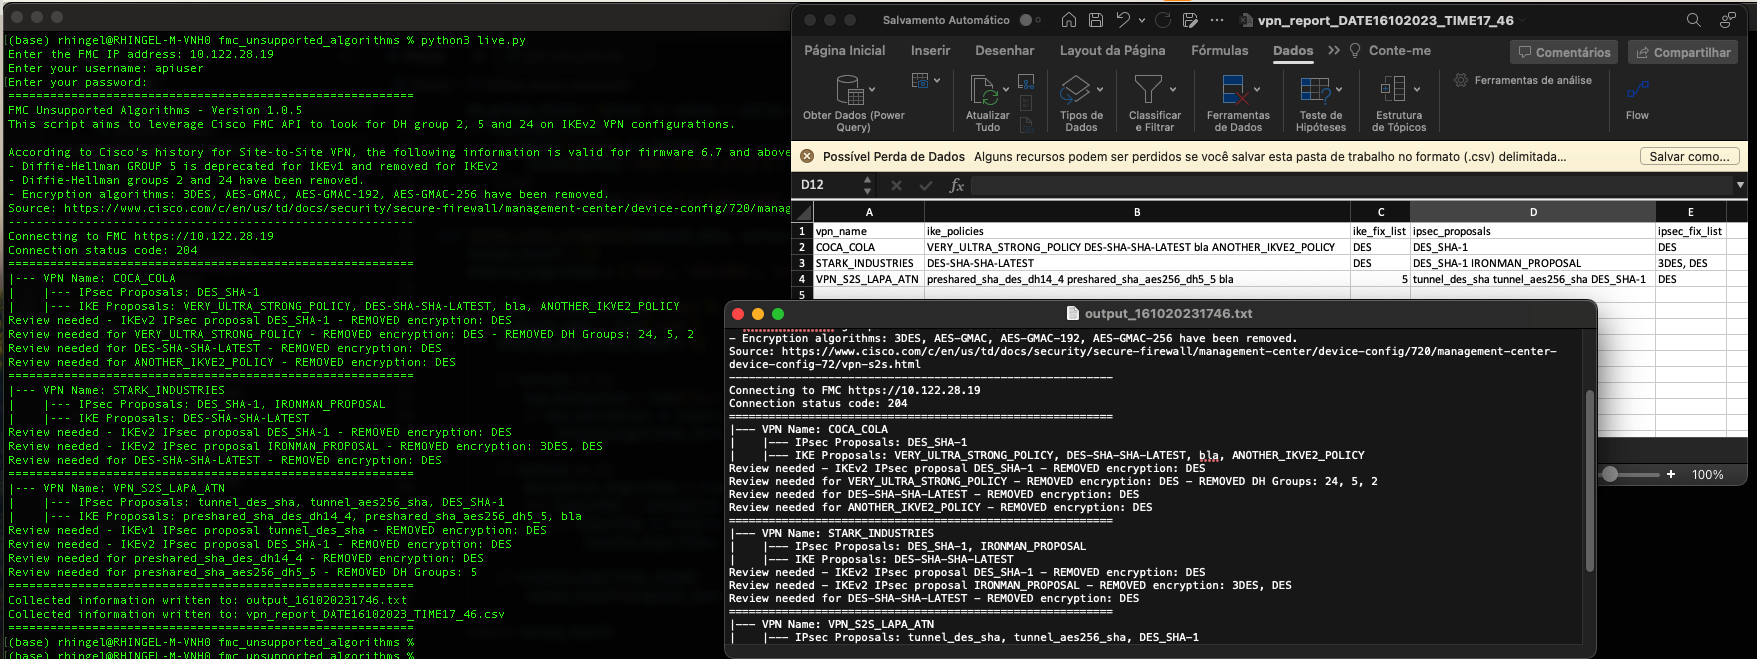 (base) rhingel@RHINGEL-M-VNH0 fmc_unsupported_algorithms % python3 live.py
Enter the FMC IP address: 10.122.28.19
Enter your username: apiuser
Enter your password:
==========================================================
FMC Unsupported Algorithms - Version 1.0.5
This script aims to leverage Cisco FMC API to look for DH group 2, 5 and 24 on IKEv2 VPN configurations.
According to Cisco's history for Site-to-Site VPN, the following information is valid for firmware 6.7 and above
- Diffie-Hellman GROUP 5 is deprecated for IKEv1 and removed for IKEv2
- Diffie-Hellman groups 2 and 24 have been removed.
- Encryption algorithms: 3DES, AES-GMAC, AES-GMAC-192, AES-GMAC-256 have been removed.
Source: https://www.cisco.com/c/en/us/td/docs/security/secure-firewall/management-center/device-config/720/manag
----------------------------------------------------------
Connecting to FMC https://10.122.28.19
Connection status code: 204
==========================================================
|--- VPN Name: COCA_COLA
|    |--- IPsec Proposals: DES_SHA-1
|    |--- IKE Proposals: VERY_ULTRA_STRONG_POLICY, DES-SHA-SHA-LATEST, bla, ANOTHER_IKVE2_POLICY
Review needed - IKEv2 IPsec proposal DES_SHA-1 - REMOVED encryption: DES
Review needed for VERY_ULTRA_STRONG_POLICY - REMOVED encryption: DES - REMOVED DH Groups: 24, 5, 2
Review needed for DES-SHA-SHA-LATEST - REMOVED encryption: DES
Review needed for ANOTHER_IKVE2_POLICY - REMOVED encryption: DES
==========================================================
|--- VPN Name: STARK_INDUSTRIES
|    |--- IPsec Proposals: DES_SHA-1, IRONMAN_PROPOSAL
|    |--- IKE Proposals: DES-SHA-SHA-LATEST
Review needed - IKEv2 IPsec proposal DES_SHA-1 - REMOVED encryption: DES
Review needed - IKEv2 IPsec proposal IRONMAN_PROPOSAL - REMOVED encryption: 3DES, DES
Review needed for DES-SHA-SHA-LATEST - REMOVED encryption: DES
==========================================================
|--- VPN Name: VPN_S2S_LAPA_ATN
|    |--- IPsec Proposals: tunnel_des_sha, tunnel_aes256_sha, DES_SHA-1
|    |--- IKE Proposals: preshared_sha_des_dh14_4, preshared_sha_aes256_dh5_5, bla
Review needed - IKEv1 IPsec proposal tunnel_des_sha - REMOVED encryption: DES
Review needed - IKEv2 IPsec proposal DES_SHA-1 - REMOVED encryption: DES
Review needed for preshared_sha_des_dh14_4 - REMOVED encryption: DES
Review needed for preshared_sha_aes256_dh5_5 - REMOVED DH Groups: 5
==========================================================
Collected information written to: output_161020231746.txt
Collected information written to: vpn_report_DATE16102023_TIME17_46.csv
==========================================================
(base) rhingel@RHINGEL-M-VNH0 fmc_unsupported_algorithms %
(base) rhingel@RHINGEL-M-VNH0 fmc_unsupported_algorithms %
Salvamento Automático vpn_report_DATE16102023_TIME17_46
Página Inicial Inserir Desenhar Layout da Página Fórmulas Dados >> Conte-me Comentários Compartilhar
Obter Dados (Power Query) Atualizar Tudo Tipos de Dados Classificar e Filtrar Ferramentas de Dados Teste de Hipóteses Estrutura de Tópicos Ferramentas de análise Flow
Possível Perda de Dados Alguns recursos podem ser perdidos se você salvar esta pasta de trabalho no formato (.csv) delimitada... Salvar como...
D12 fx
A B C D E
1 vpn_name ike_policies ike_fix_list ipsec_proposals ipsec_fix_list
2 COCA_COLA VERY_ULTRA_STRONG_POLICY DES-SHA-SHA-LATEST bla ANOTHER_IKVE2_POLICY DES DES_SHA-1 DES
3 STARK_INDUSTRIES DES-SHA-SHA-LATEST DES DES_SHA-1 IRONMAN_PROPOSAL 3DES, DES
4 VPN_S2S_LAPA_ATN preshared_sha_des_dh14_4 preshared_sha_aes256_dh5_5 bla 5 tunnel_des_sha tunnel_aes256_sha DES_SHA-1 DES
5
+ 100%
output_161020231746.txt
- Encryption algorithms: 3DES, AES-GMAC, AES-GMAC-192, AES-GMAC-256 have been removed.
Source: https://www.cisco.com/c/en/us/td/docs/security/secure-firewall/management-center/device-config/720/management-center-
device-config-72/vpn-s2s.html
----------------------------------------------------------
Connecting to FMC https://10.122.28.19
Connection status code: 204
==========================================================
|--- VPN Name: COCA_COLA
|    |--- IPsec Proposals: DES_SHA-1
|    |--- IKE Proposals: VERY_ULTRA_STRONG_POLICY, DES-SHA-SHA-LATEST, bla, ANOTHER_IKVE2_POLICY
Review needed - IKEv2 IPsec proposal DES_SHA-1 - REMOVED encryption: DES
Review needed for VERY_ULTRA_STRONG_POLICY - REMOVED encryption: DES - REMOVED DH Groups: 24, 5, 2
Review needed for DES-SHA-SHA-LATEST - REMOVED encryption: DES
Review needed for ANOTHER_IKVE2_POLICY - REMOVED encryption: DES
==========================================================
|--- VPN Name: STARK_INDUSTRIES
|    |--- IPsec Proposals: DES_SHA-1, IRONMAN_PROPOSAL
|    |--- IKE Proposals: DES-SHA-SHA-LATEST
Review needed - IKEv2 IPsec proposal DES_SHA-1 - REMOVED encryption: DES
Review needed - IKEv2 IPsec proposal IRONMAN_PROPOSAL - REMOVED encryption: 3DES, DES
Review needed for DES-SHA-SHA-LATEST - REMOVED encryption: DES
==========================================================
|--- VPN Name: VPN_S2S_LAPA_ATN
|    |--- IPsec Proposals: tunnel_des_sha, tunnel_aes256_sha, DES_SHA-1